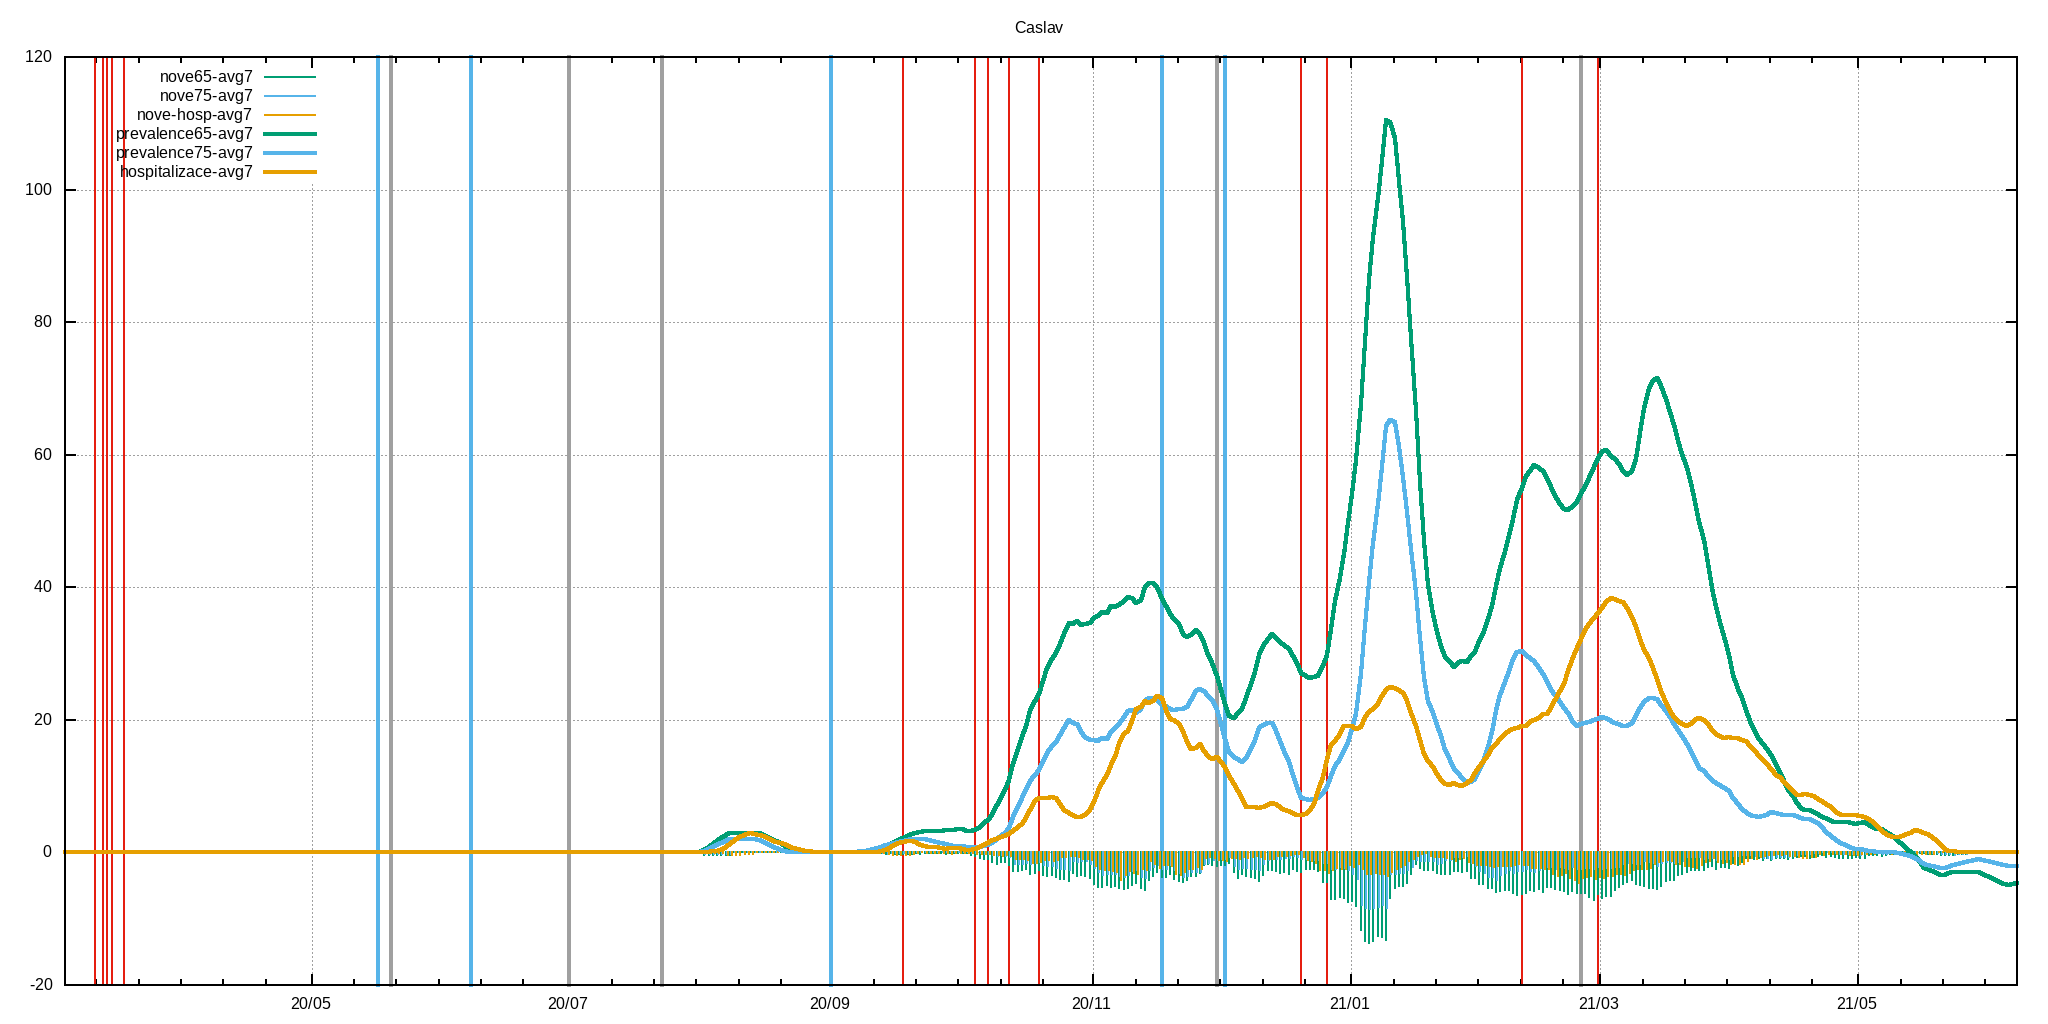 Caslav
120
100
80
60
40
20
0
-20
nove65-avg7
nove75-avg7
nove-hosp-avg7
prevalence65-avg7
prevalence75-avg7
hospitalizace-avg7
20/05
20/07
20/09
20/11
21/01
21/03
21/05